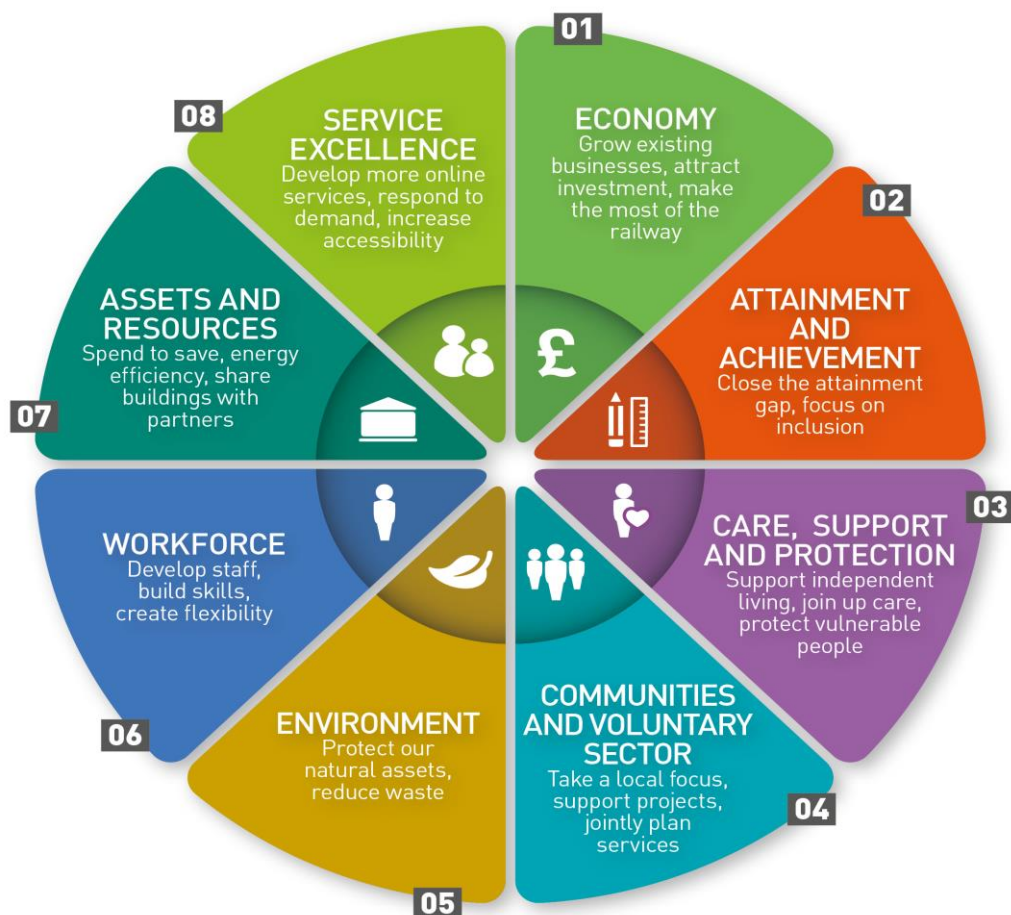 01
ECONOMY
Grow existing
businesses, attract
investment, make
the most of the
railway
£
02
ATTAINMENT
AND
ACHIEVEMENT
Close the attainment
gap, focus on
inclusion
03
CARE, SUPPORT
AND PROTECTION
Support independent
living, join up care,
protect vulnerable
people
04
COMMUNITIES
AND VOLUNTARY
SECTOR
Take a local focus,
support projects,
jointly plan
services
05
ENVIRONMENT
Protect our
natural assets,
reduce waste
06
WORKFORCE
Develop staff,
build skills,
create flexibility
07
ASSETS AND
RESOURCES
Spend to save, energy
efficiency, share
buildings with
partners
08
SERVICE
EXCELLENCE
Develop more online
services, respond to
demand, increase
accessibility